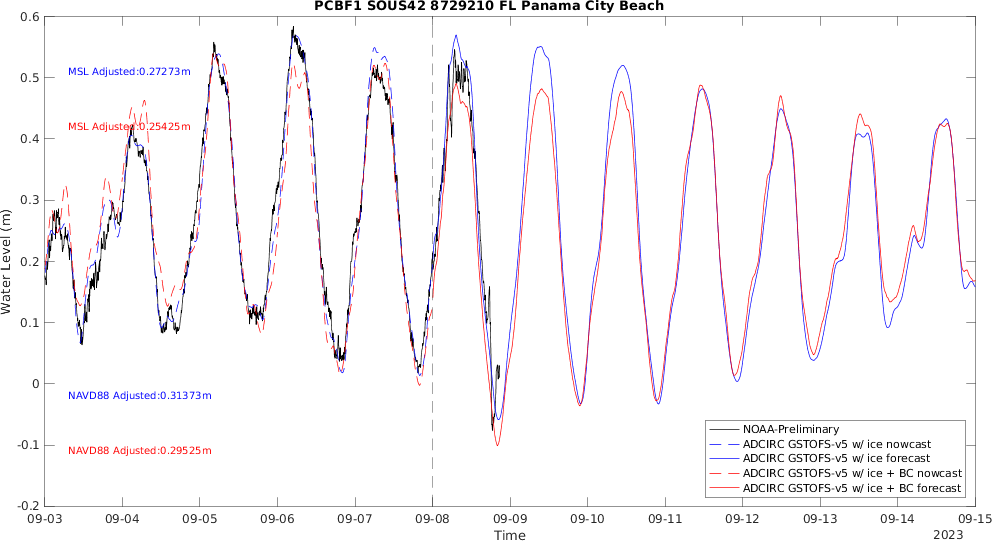 PCBF1 SOUS42 8729210 FL Panama City Beach
0.6
0.5
0.4
0.3
0.2
0.1
0
-0.1
-0.2
Water Level (m)
MSL Adjusted:0.27273m
MSL Adjusted:0.25425m
NAVD88 Adjusted:0.31373m
NAVD88 Adjusted:0.29525m
NOAA-Preliminary
ADCIRC GSTOFS-v5 w/ ice nowcast
ADCIRC GSTOFS-v5 w/ ice forecast
ADCIRC GSTOFS-v5 w/ ice + BC nowcast
ADCIRC GSTOFS-v5 w/ ice + BC forecast
09-03 09-04 09-05 09-06 09-07 09-08 09-09 09-10 09-11 09-12 09-13 09-14 09-15
Time
2023